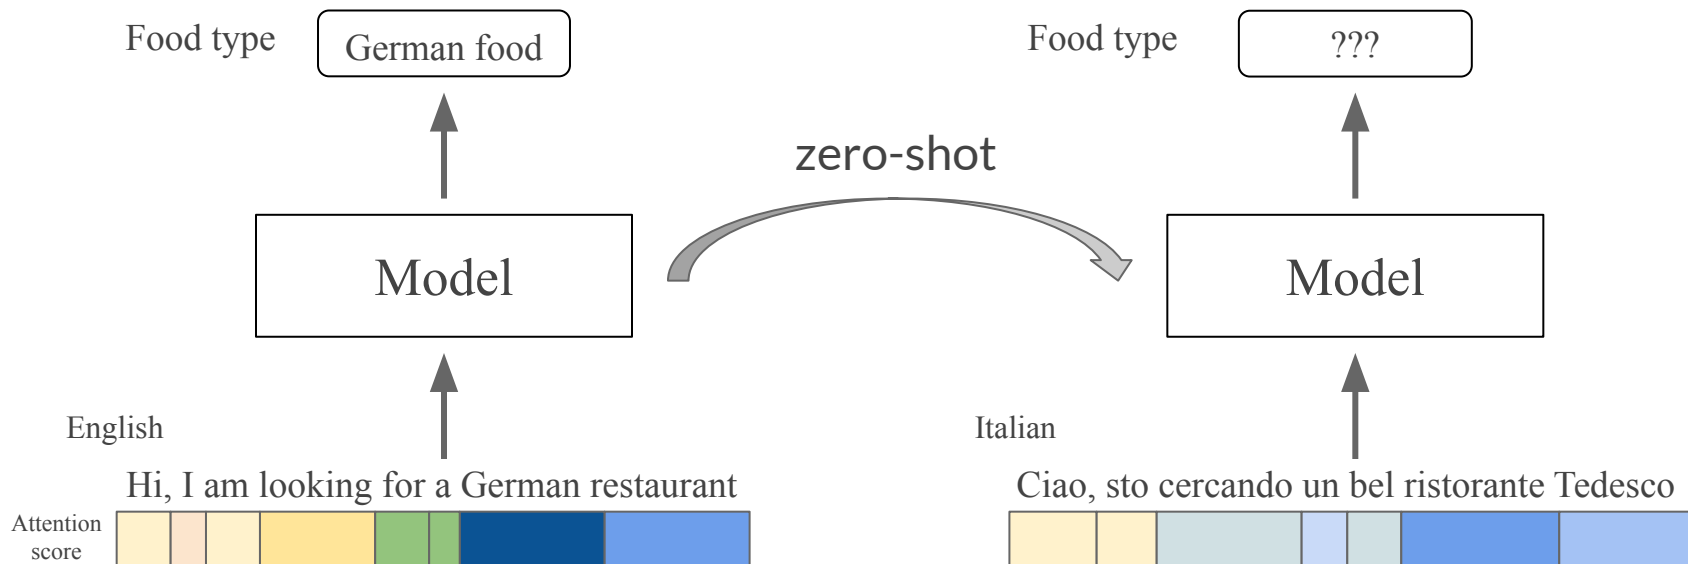 Food type
German food
Food type
???
zero-shot
Model
Model
English
Italian
Hi, I am looking for a German restaurant
Ciao, sto cercando un bel ristorante Tedesco
Attention
score